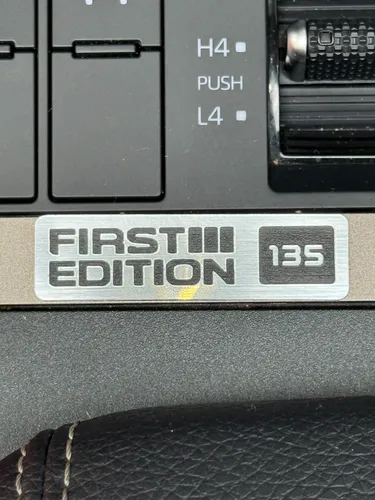 H4
PUSH
L4
FIRST
EDITION
135